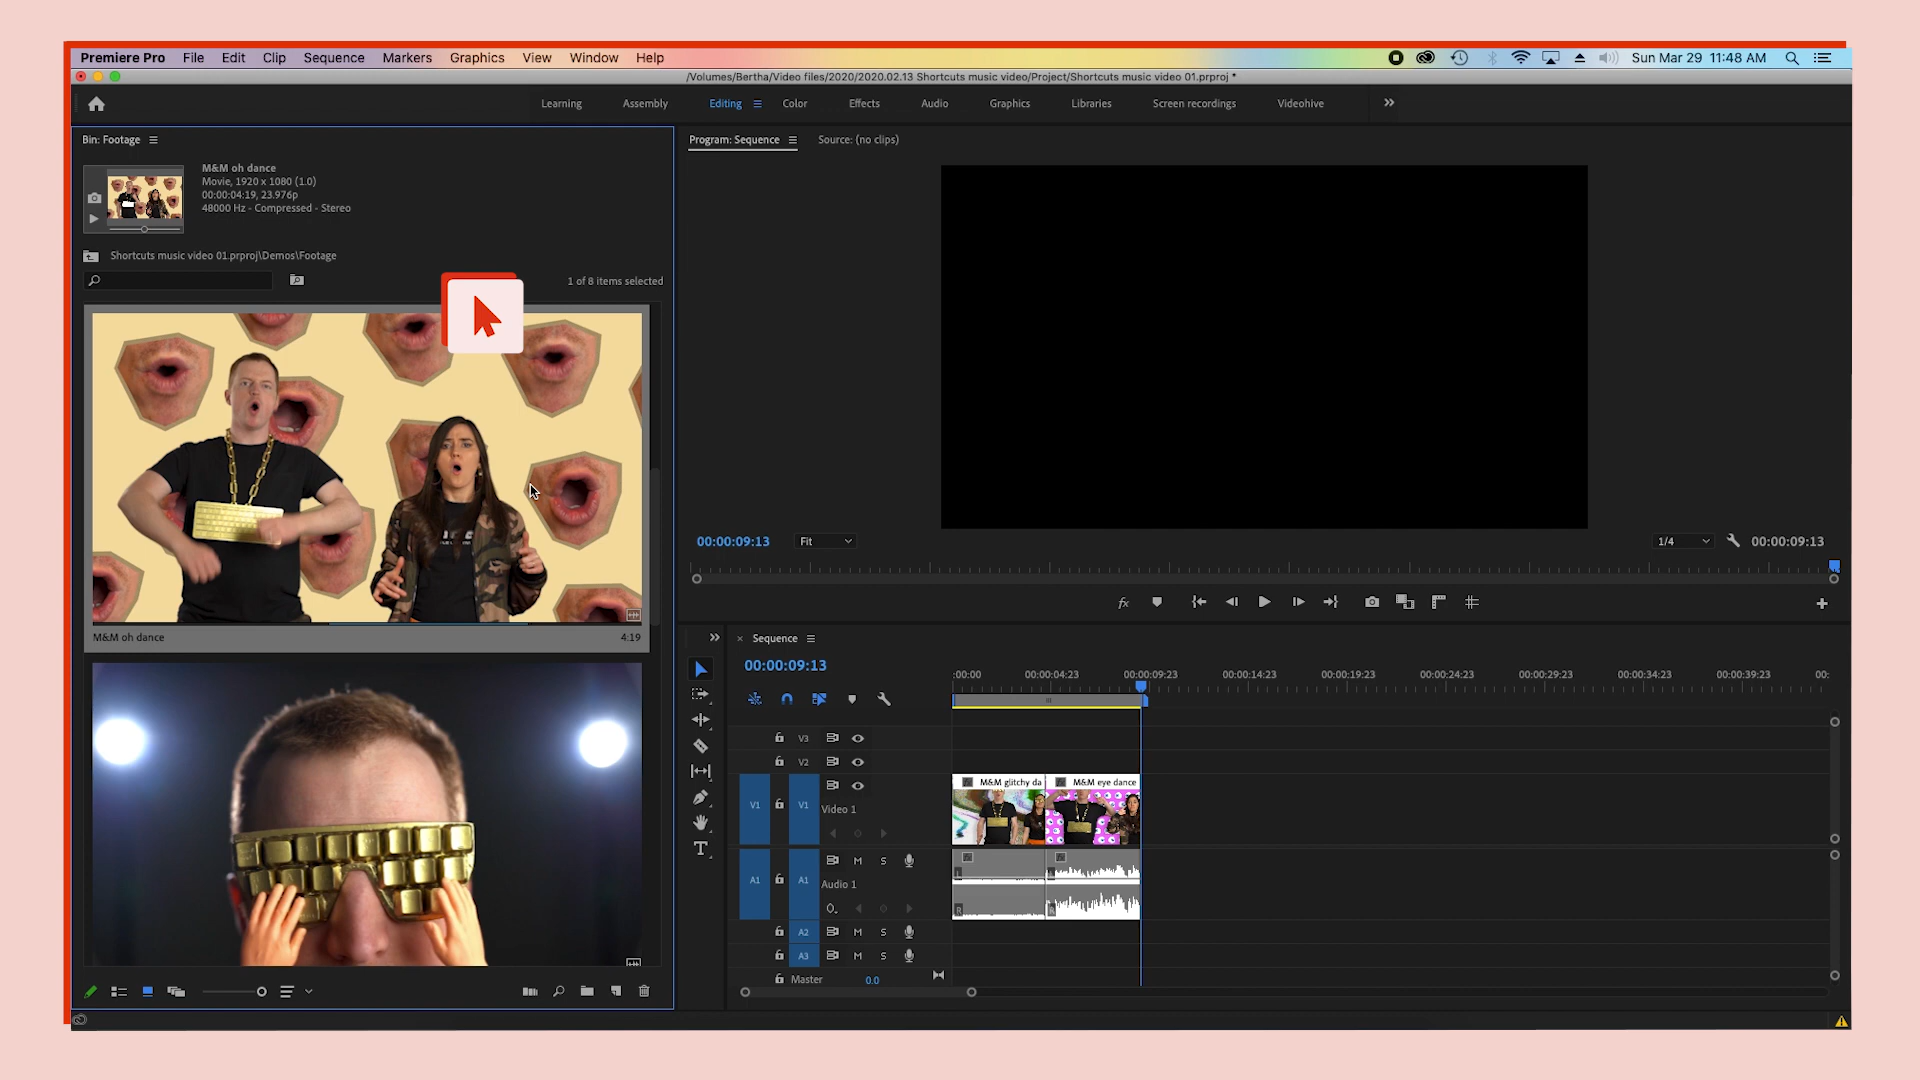 Premiere Pro File Edit Clip Sequence Markers Graphics View Window Help Sun Mar 29 11:48 AM
/Volumes/Bertha/Video files/2020/2020.02.13 Shortcuts music video/Project/Shortcuts music video 01.prproj *
Learning Assembly Editing Color Effects Audio Graphics Libraries Screen recordings Videohive
Bin: Footage
Program: Sequence Source: (no clips)
M&M oh dance
Movie, 1920 x 1080 (1.0)
00:00:04:19, 23.976p
48000 Hz - Compressed - Stereo
Shortcuts music video 01.prproj\Demos\Footage
1 of 8 items selected
00:00:09:13 Fit 1/4 00:00:09:13
fx
M&M oh dance 4:19
Sequence
00:00:09:13
:00:00 00:00:04:23 00:00:09:23 00:00:14:23 00:00:19:23 00:00:24:23 00:00:29:23 00:00:34:23 00:00:39:23 00:
V3
V2
M&M glitchy da M&M eye dance
V1 V1 Video 1
M S
A1 A1 Audio 1
L
R R
A2 M S
A3 M S
Master 0.0